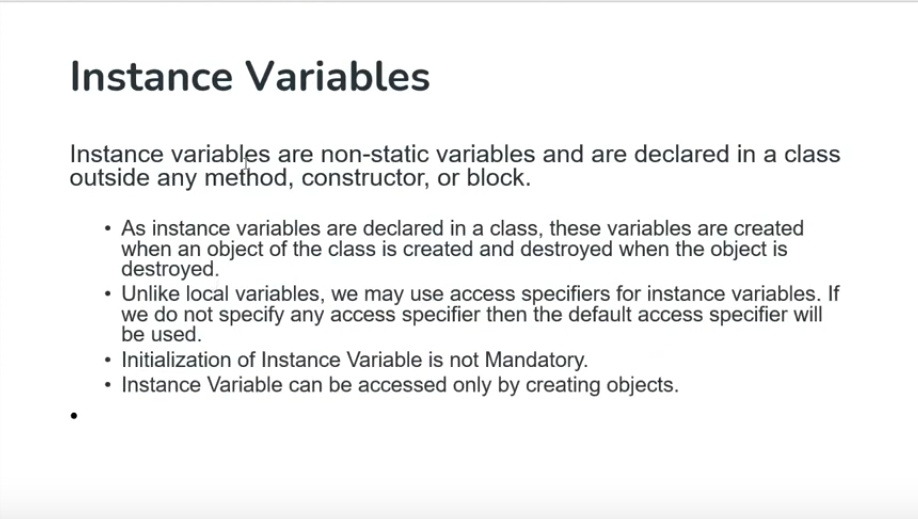 Instance Variables
Instance variables are non-static variables and are declared in a class
outside any method, constructor, or block.
• As instance variables are declared in a class, these variables are created
when an object of the class is created and destroyed when the object is
destroyed.
• Unlike local variables, we may use access specifiers for instance variables. If
we do not specify any access specifier then the default access specifier will
be used.
• Initialization of Instance Variable is not Mandatory.
• Instance Variable can be accessed only by creating objects.
•